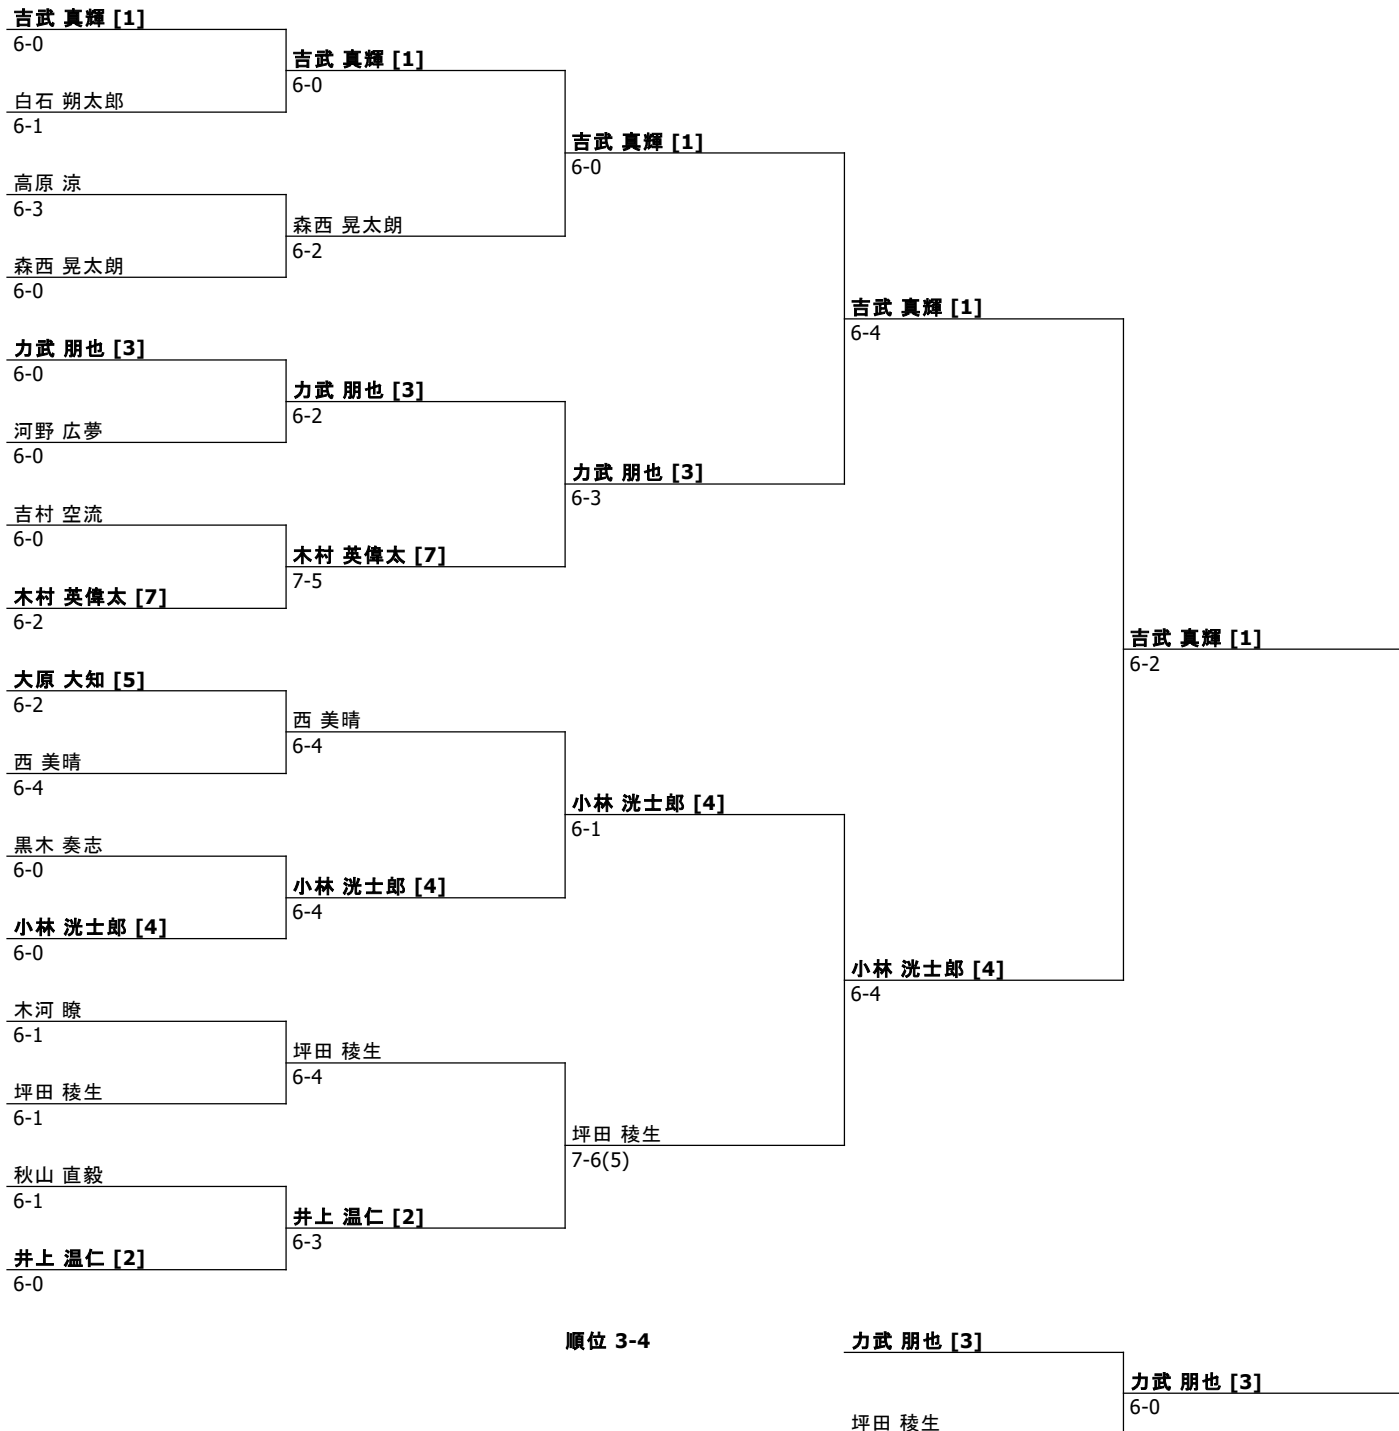 吉武 真輝 [1]
6-0
白石 朔太郎
6-1
高原 涼
6-3
森西 晃太朗
6-0
力武 朋也 [3]
6-0
河野 広夢
6-0
吉村 空流
6-0
木村 英偉太 [7]
6-2
大原 大知 [5]
6-2
西 美晴
6-4
黒木 奏志
6-0
小林 洸士郎 [4]
6-0
木河 瞭
6-1
坪田 稜生
6-1
秋山 直毅
6-1
井上 温仁 [2]
6-0
吉武 真輝 [1]
6-0
森西 晃太朗
6-2
力武 朋也 [3]
6-2
木村 英偉太 [7]
7-5
西 美晴
6-4
小林 洸士郎 [4]
6-4
坪田 稜生
6-4
井上 温仁 [2]
6-3
吉武 真輝 [1]
6-0
力武 朋也 [3]
6-3
小林 洸士郎 [4]
6-1
坪田 稜生
7-6(5)
吉武 真輝 [1]
6-4
小林 洸士郎 [4]
6-4
吉武 真輝 [1]
6-2
順位 3-4
力武 朋也 [3]
坪田 稜生
力武 朋也 [3]
6-0